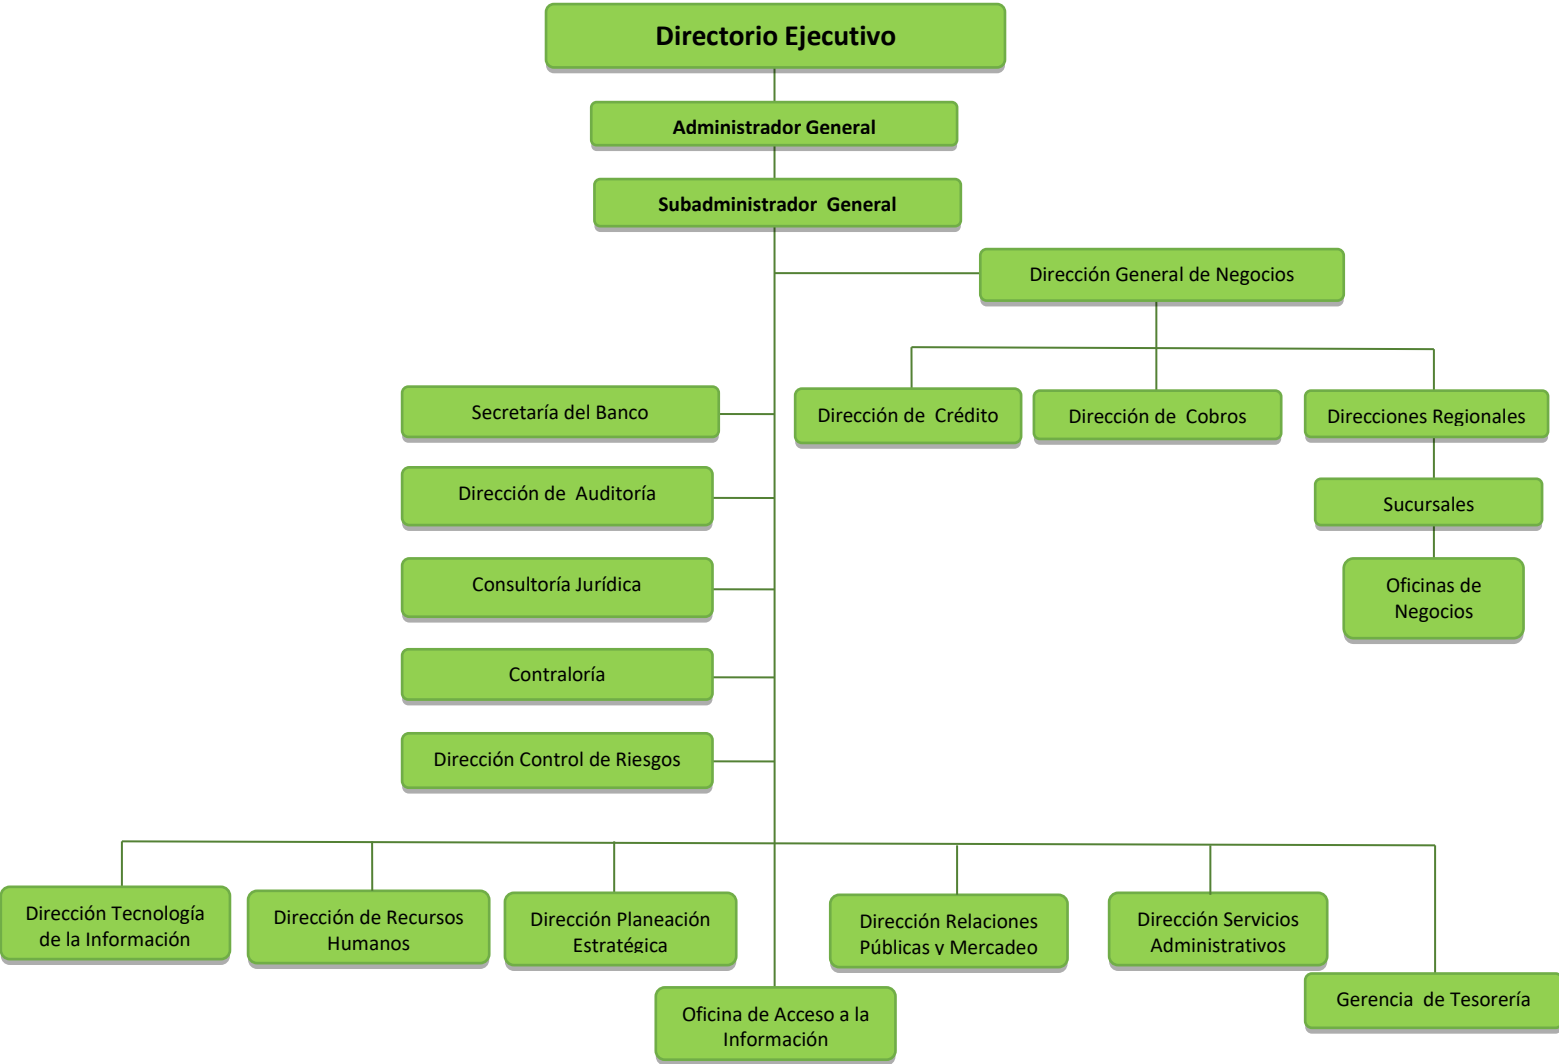 Directorio Ejecutivo
Administrador General
Subadministrador General
Dirección General de Negocios
Secretaría del Banco
Dirección de Crédito
Dirección de Cobros
Direcciones Regionales
Dirección de Auditoría
Sucursales
Consultoría Jurídica
Oficinas de
Negocios
Contraloría
Dirección Control de Riesgos
Dirección Tecnología
de la Información
Dirección de Recursos
Humanos
Dirección Planeación
Estratégica
Dirección Relaciones
Públicas y Mercadeo
Dirección Servicios
Administrativos
Gerencia de Tesorería
Oficina de Acceso a la
Información